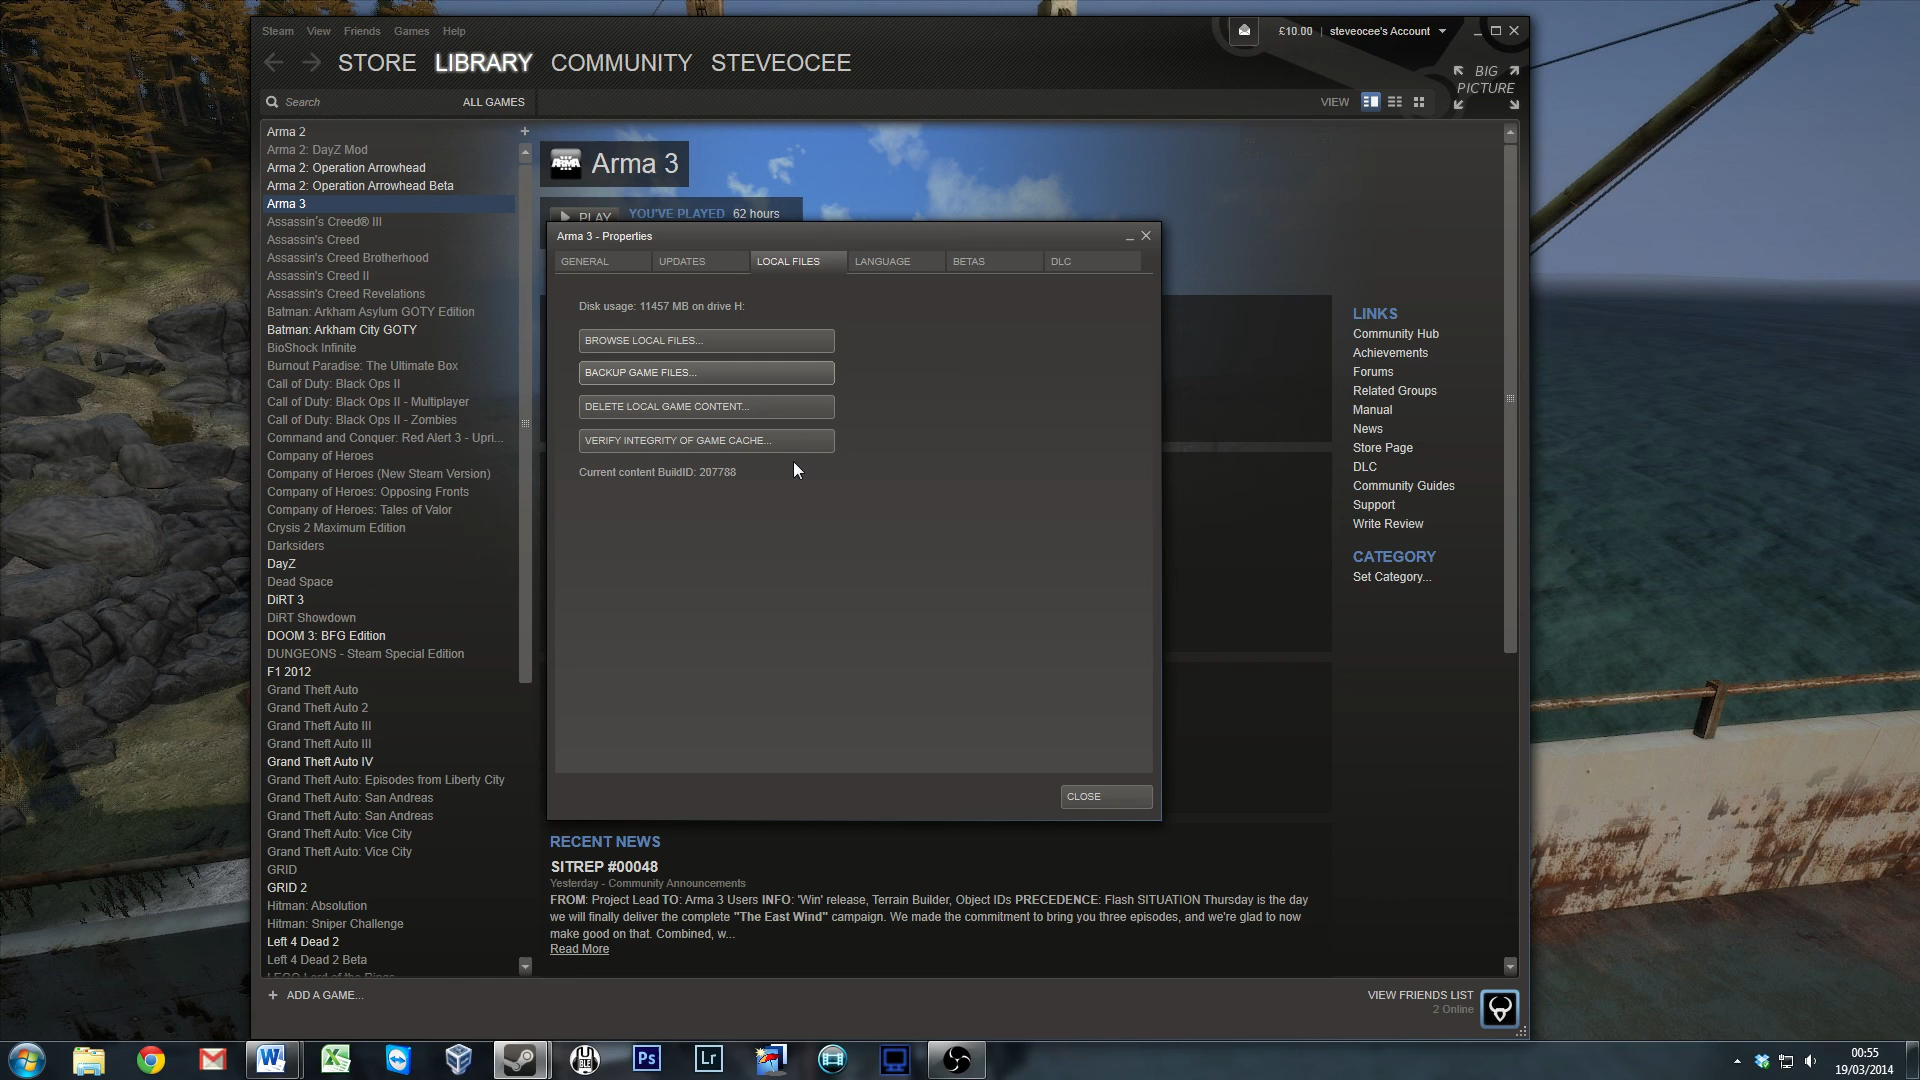 Steam View Friends Games Help
£10.00 | steveocee's Account
STORE LIBRARY COMMUNITY STEVEOCEE
BIG PICTURE
Search ALL GAMES
VIEW
Arma 2
Arma 2: DayZ Mod
Arma 2: Operation Arrowhead
Arma 2: Operation Arrowhead Beta
Arma 3
Assassin's Creed® III
Assassin's Creed
Assassin's Creed Brotherhood
Assassin's Creed II
Assassin's Creed Revelations
Batman: Arkham Asylum GOTY Edition
Batman: Arkham City GOTY
BioShock Infinite
Burnout Paradise: The Ultimate Box
Call of Duty: Black Ops II
Call of Duty: Black Ops II - Multiplayer
Call of Duty: Black Ops II - Zombies
Command and Conquer: Red Alert 3 - Upri...
Company of Heroes
Company of Heroes (New Steam Version)
Company of Heroes: Opposing Fronts
Company of Heroes: Tales of Valor
Crysis 2 Maximum Edition
Darksiders
DayZ
Dead Space
DiRT 3
DiRT Showdown
DOOM 3: BFG Edition
DUNGEONS - Steam Special Edition
F1 2012
Grand Theft Auto
Grand Theft Auto 2
Grand Theft Auto III
Grand Theft Auto III
Grand Theft Auto IV
Grand Theft Auto: Episodes from Liberty City
Grand Theft Auto: San Andreas
Grand Theft Auto: San Andreas
Grand Theft Auto: Vice City
Grand Theft Auto: Vice City
GRID
GRID 2
Hitman: Absolution
Hitman: Sniper Challenge
Left 4 Dead 2
Left 4 Dead 2 Beta
LEGO Lord of the Rings
+ ADD A GAME...
ARMA
Arma 3
PLAY YOU'VE PLAYED 62 hours
Arma 3 - Properties
GENERAL UPDATES LOCAL FILES LANGUAGE BETAS DLC
Disk usage: 11457 MB on drive H:
BROWSE LOCAL FILES...
BACKUP GAME FILES...
DELETE LOCAL GAME CONTENT...
VERIFY INTEGRITY OF GAME CACHE...
Current content BuildID: 207788
CLOSE
RECENT NEWS
SITREP #00048
Yesterday - Community Announcements
FROM: Project Lead TO: Arma 3 Users INFO: 'Win' release, Terrain Builder, Object IDs PRECEDENCE: Flash SITUATION Thursday is the day
we will finally deliver the complete "The East Wind" campaign. We made the commitment to bring you three episodes, and we're glad to now
make good on that. Combined, w...
Read More
LINKS
Community Hub
Achievements
Forums
Related Groups
Manual
News
Store Page
DLC
Community Guides
Support
Write Review
CATEGORY
Set Category...
VIEW FRIENDS LIST
2 Online
Ps
Lr
00:55
19/03/2014